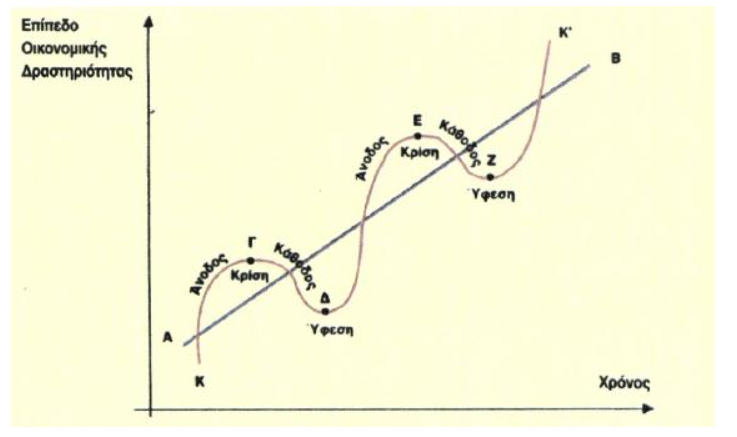 Επίπεδο
Οικονομικής
Δραστηριότητας
Κ'
Β
Ε
Άνοδος
Κάθοδος
Κρίση
Ζ
Ύφεση
Γ
Άνοδος
Κάθοδος
Κρίση
Δ
Ύφεση
Α
Κ
Χρόνος